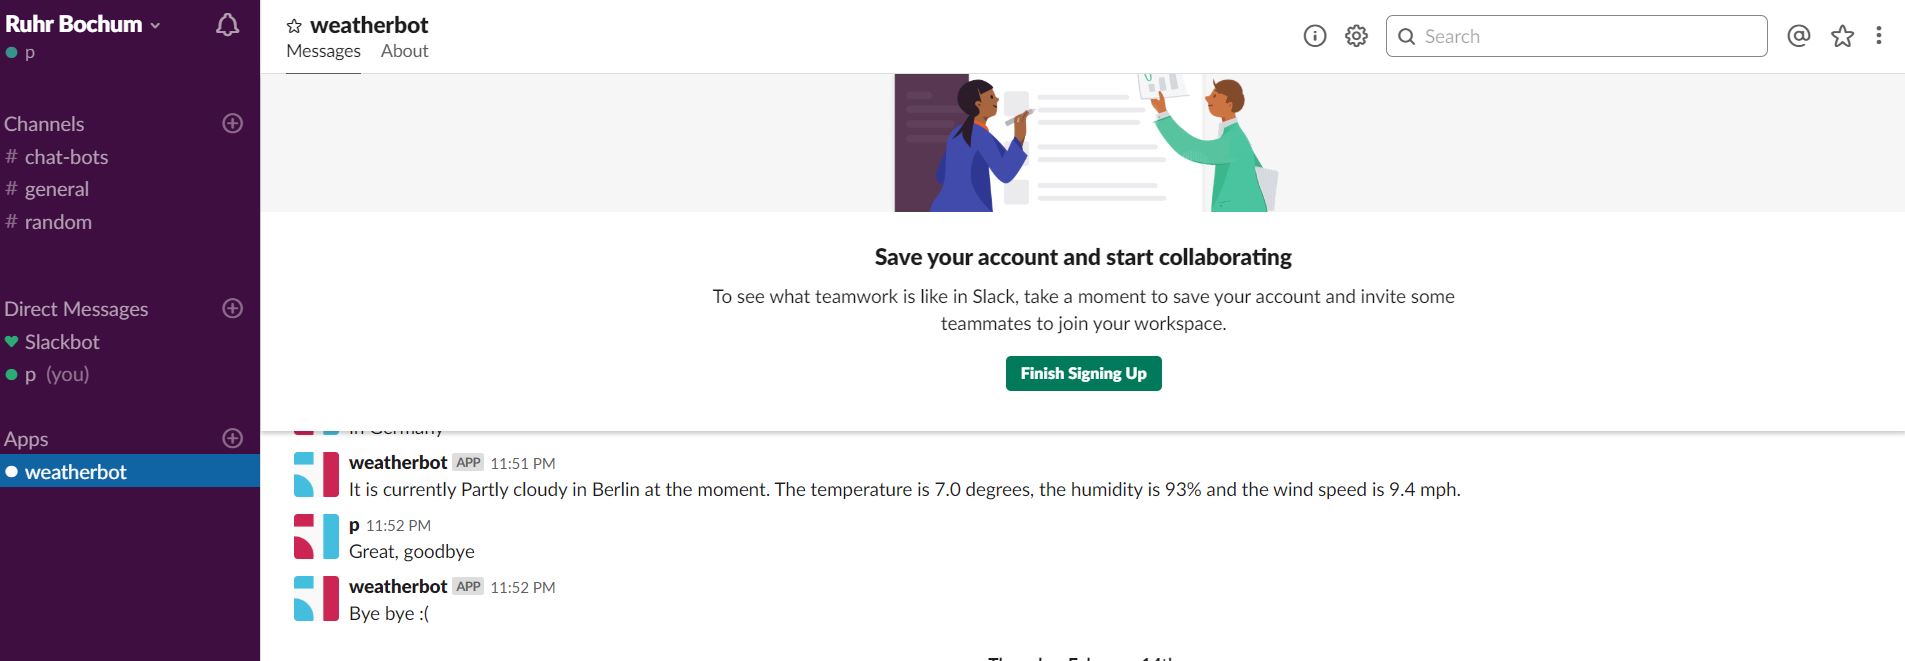 Ruhr Bochum
p
Channels
# chat-bots
# general
# random
Direct Messages
Slackbot
p (you)
Apps
weatherbot
weatherbot
Messages About
Search
Save your account and start collaborating
To see what teamwork is like in Slack, take a moment to save your account and invite some
teammates to join your workspace.
Finish Signing Up
in Germany
weatherbot APP 11:51 PM
It is currently Partly cloudy in Berlin at the moment. The temperature is 7.0 degrees, the humidity is 93% and the wind speed is 9.4 mph.
p 11:52 PM
Great, goodbye
weatherbot APP 11:52 PM
Bye bye :(